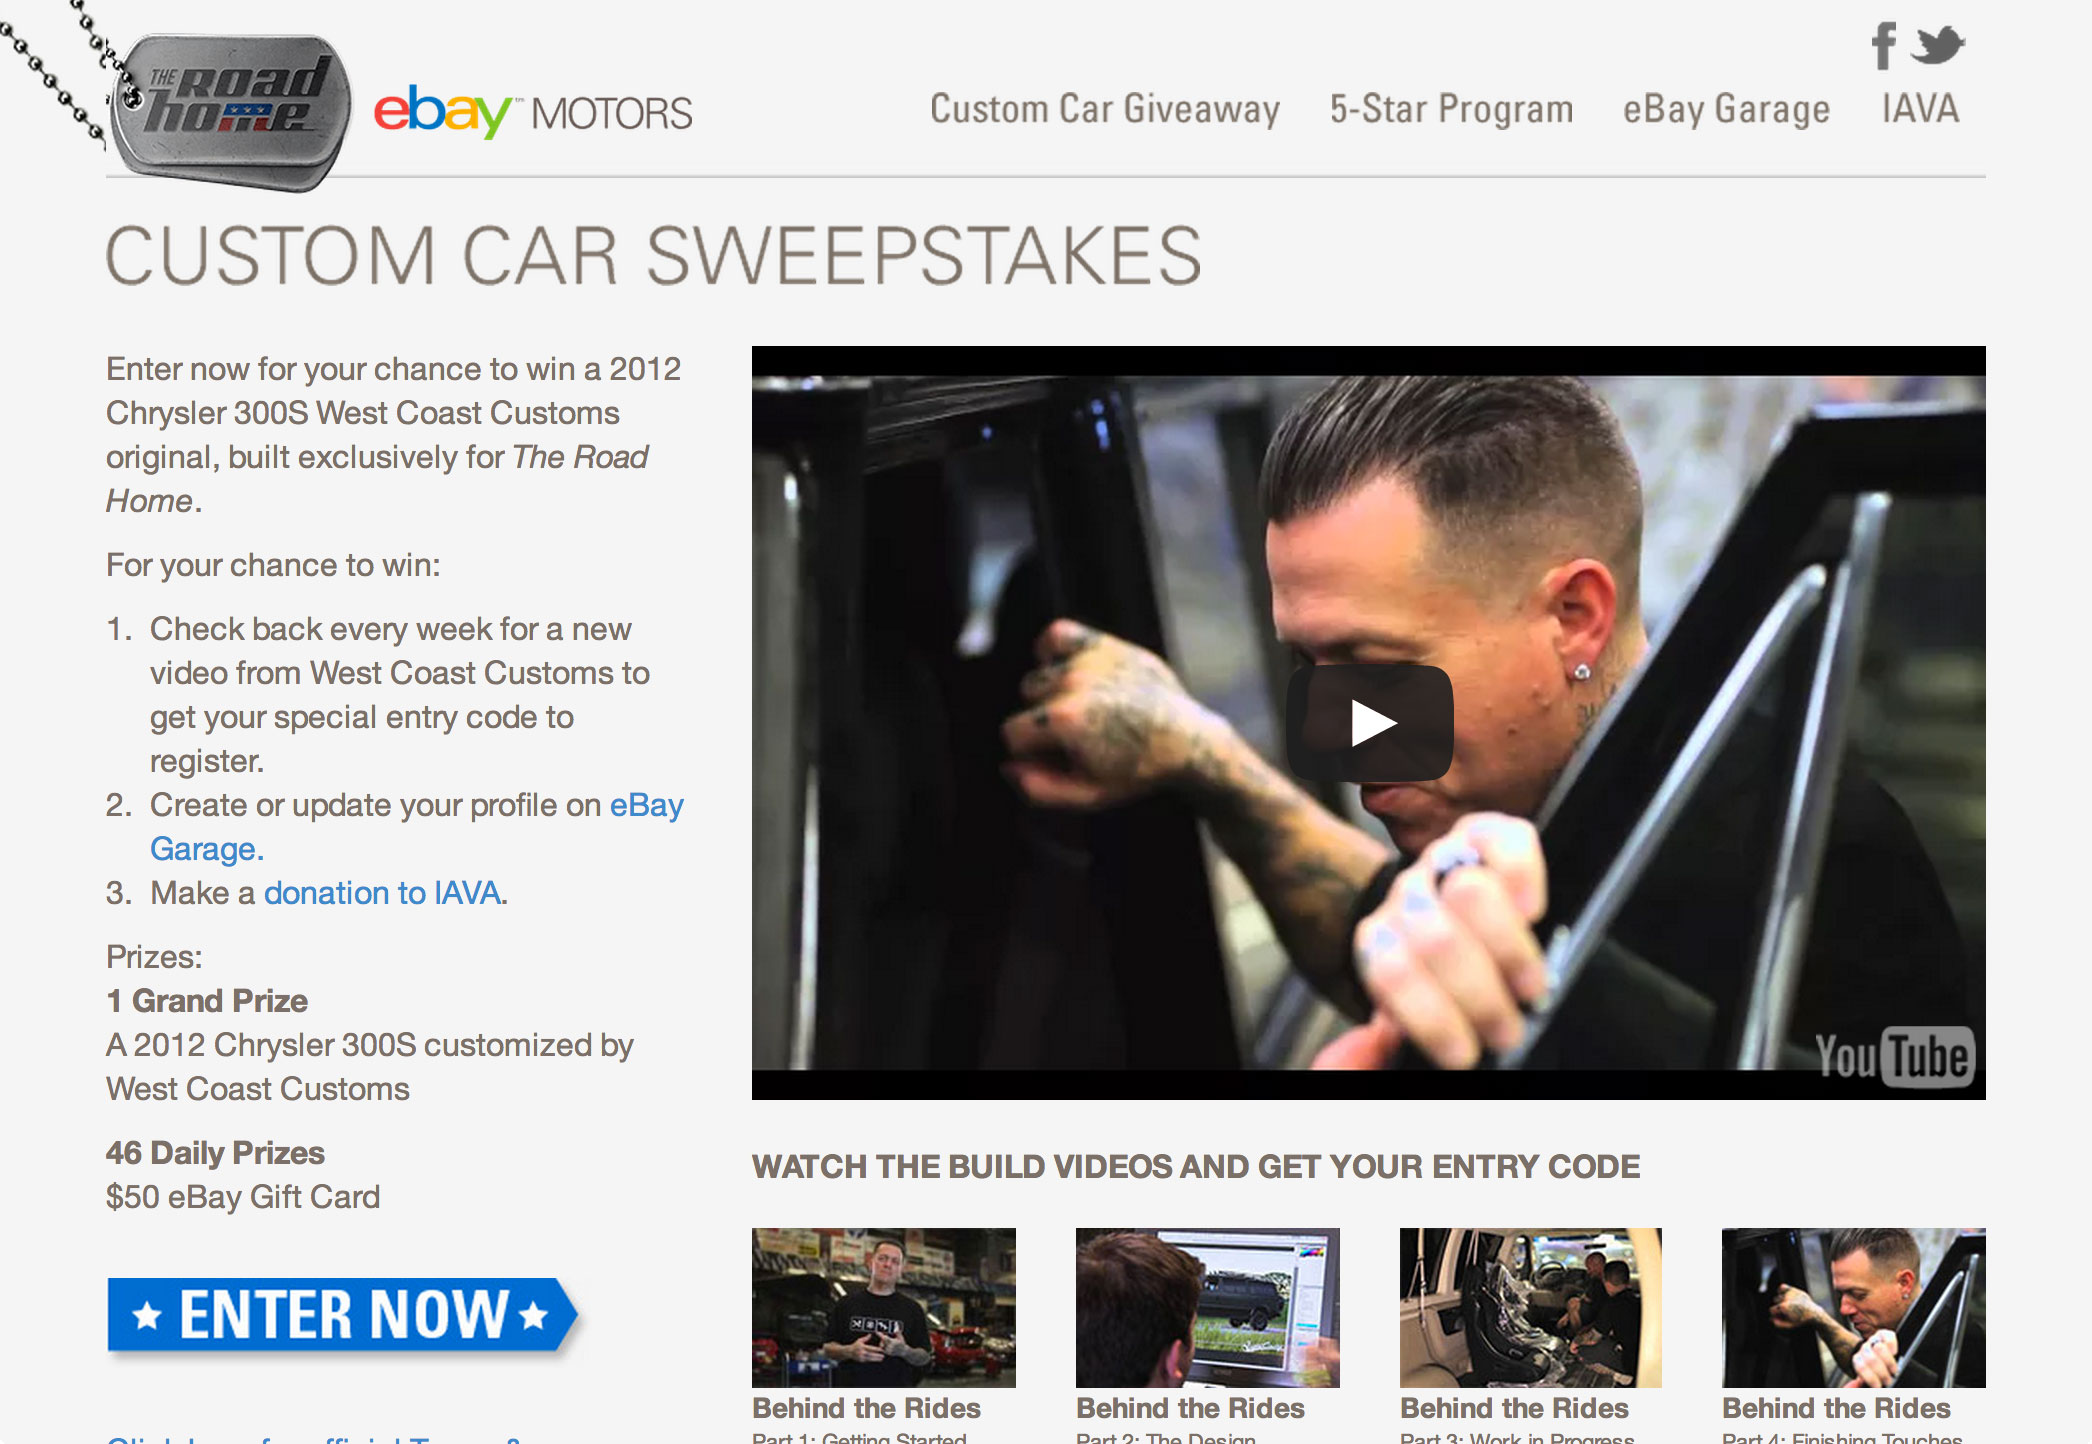 THE ROAD
home
ebay™ MOTORS
Custom Car Giveaway
5-Star Program
eBay Garage
IAVA
CUSTOM CAR SWEEPSTAKES
Enter now for your chance to win a 2012
Chrysler 300S West Coast Customs
original, built exclusively for The Road
Home.
For your chance to win:
1. Check back every week for a new
video from West Coast Customs to
get your special entry code to
register.
2. Create or update your profile on eBay
Garage.
3. Make a donation to IAVA.
Prizes:
1 Grand Prize
A 2012 Chrysler 300S customized by
West Coast Customs
46 Daily Prizes
$50 eBay Gift Card
ENTER NOW
YouTube
WATCH THE BUILD VIDEOS AND GET YOUR ENTRY CODE
Behind the Rides
Part 1: Getting Started
Behind the Rides
Part 2: The Design
Behind the Rides
Part 3: Work in Progress
Behind the Rides
Part 4: Finishing Touches